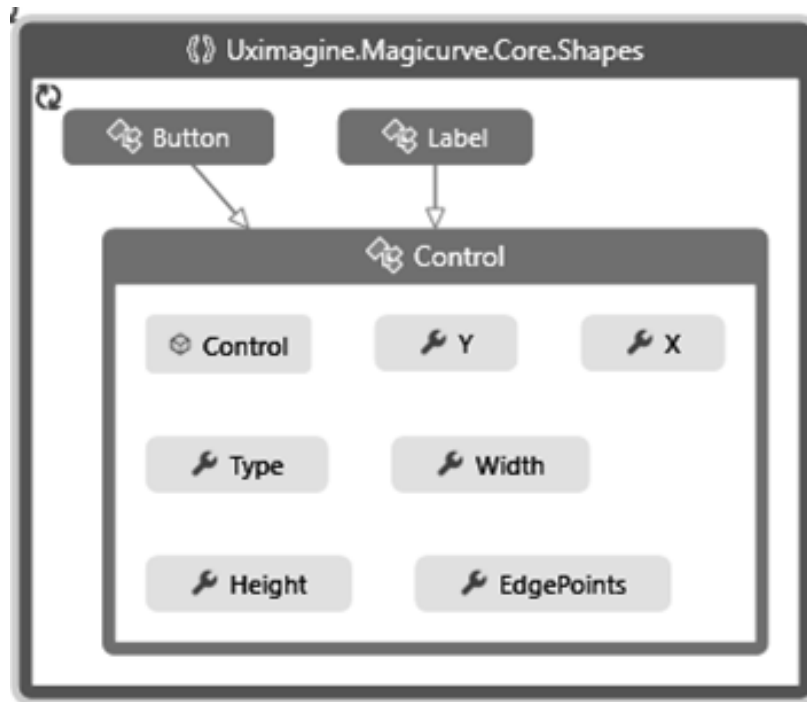 Uximagine.Magicurve.Core.Shapes
Button Label
Control
Control Y X
Type Width
Height EdgePoints